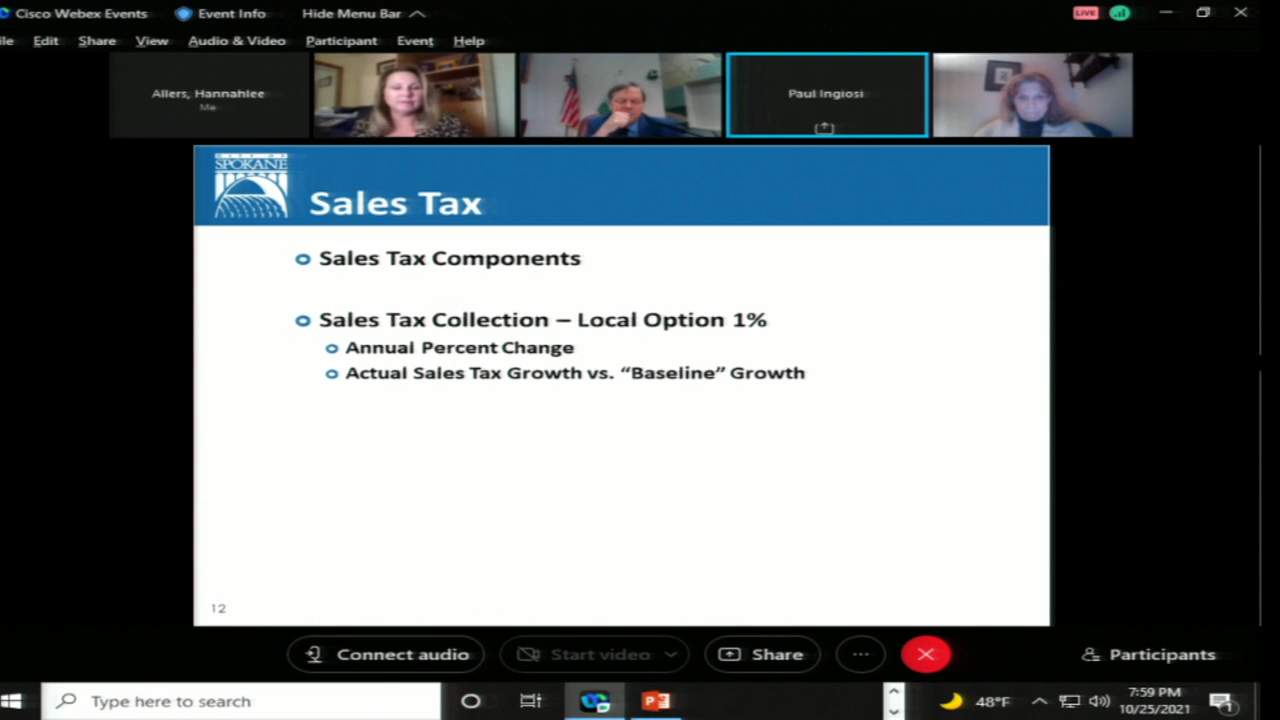 Cisco Webex Events
Event Info
Hide Menu Bar
LIVE
Edit
Share
View
Audio & Video
Participant
Event
Help
Allers, Hannahlee
Me
Paul Ingiosi
CITY OF
SPOKANE
Sales Tax
Sales Tax Components
Sales Tax Collection – Local Option 1%
Annual Percent Change
Actual Sales Tax Growth vs. “Baseline” Growth
12
Connect audio
Start video
Share
Participants
Type here to search
48°F
7:59 PM
10/25/2021
1